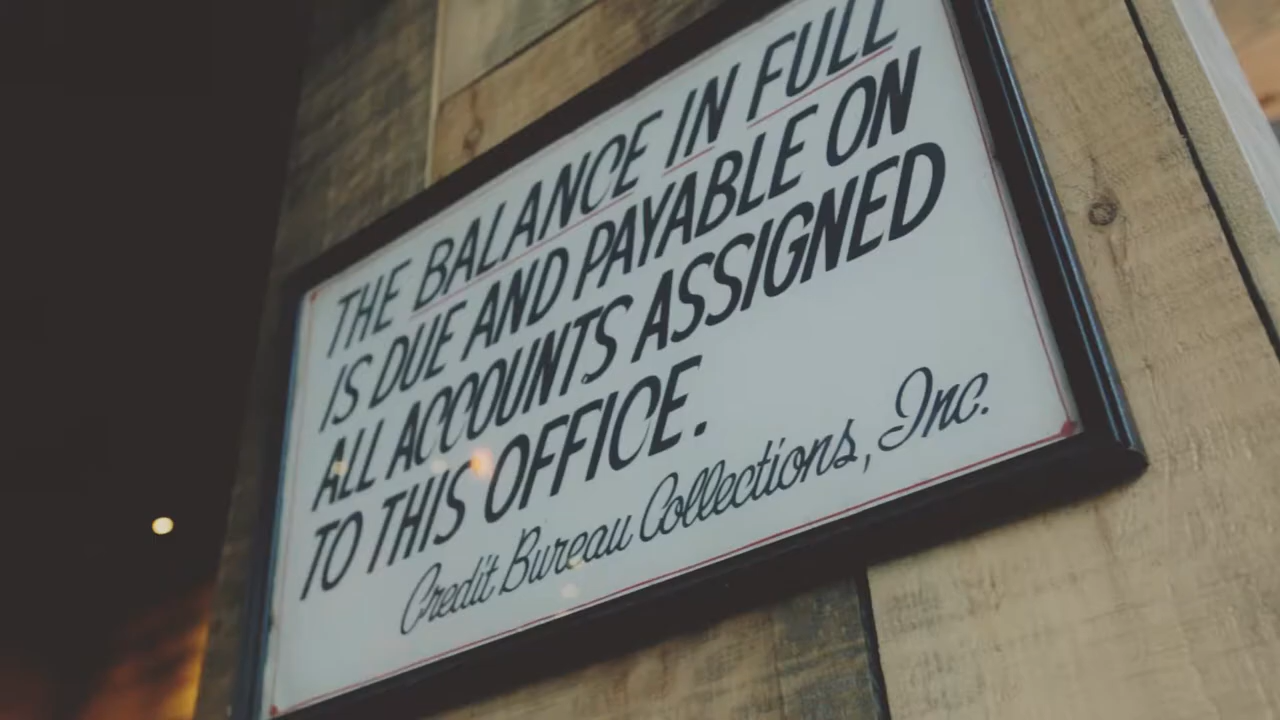 THE BALANCE IN FULL
IS DUE AND PAYABLE ON
ALL ACCOUNTS ASSIGNED
TO THIS OFFICE.
Credit Bureau Collections, Inc.